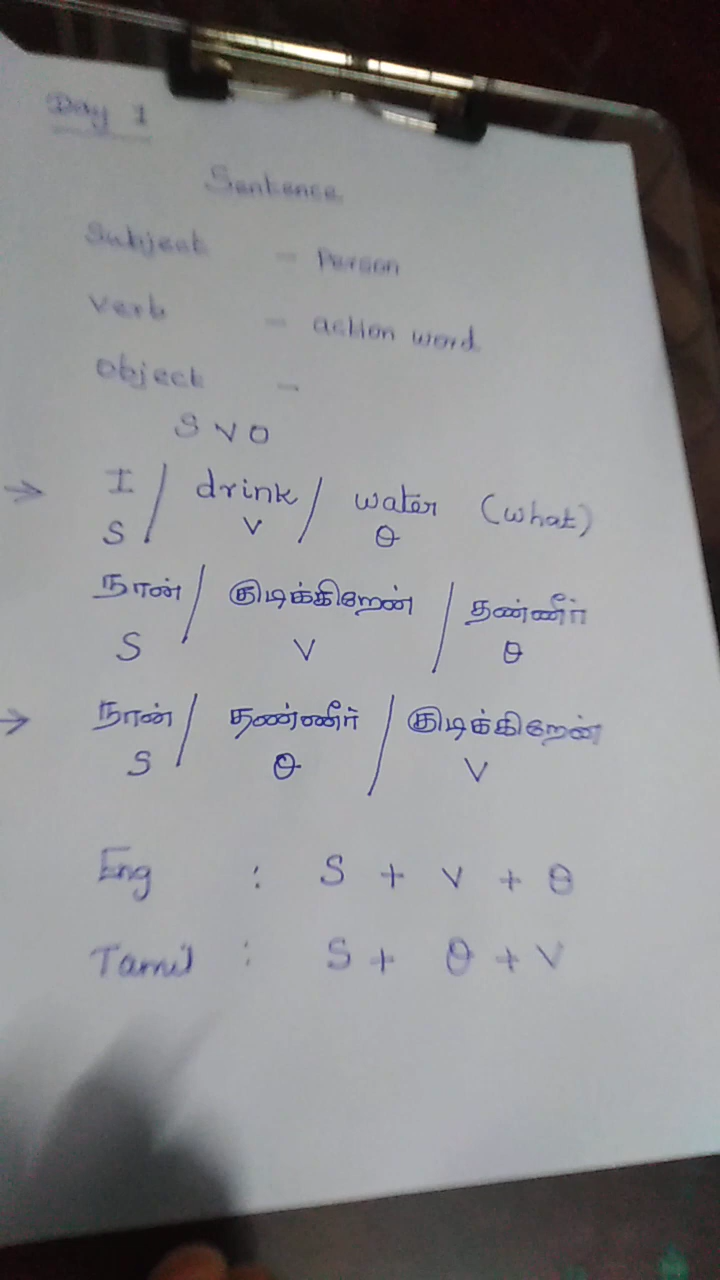 Day 1
Sentence
Subject - Person
Verb - action word
Object -
S V O
→ I / drink / water (what)
S V O
நான் / குடிக்கிறேன் / தண்ணீர்
S V O
→ நான் / தண்ணீர் / குடிக்கிறேன்
S O V
Eng : S + V + O
Tamil : S + O + V